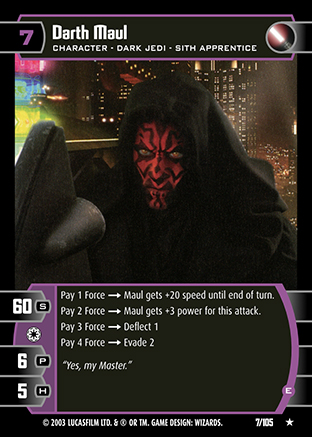 7 Darth Maul
CHARACTER - DARK JEDI - SITH APPRENTICE
60 S
6 P
5 H
Pay 1 Force → Maul gets +20 speed until end of turn.
Pay 2 Force → Maul gets +3 power for this attack.
Pay 3 Force → Deflect 1
Pay 4 Force → Evade 2
"Yes, my Master."
E
© 2003 LUCASFILM LTD. & ® OR TM. GAME DESIGN: WIZARDS. 7/105 ★